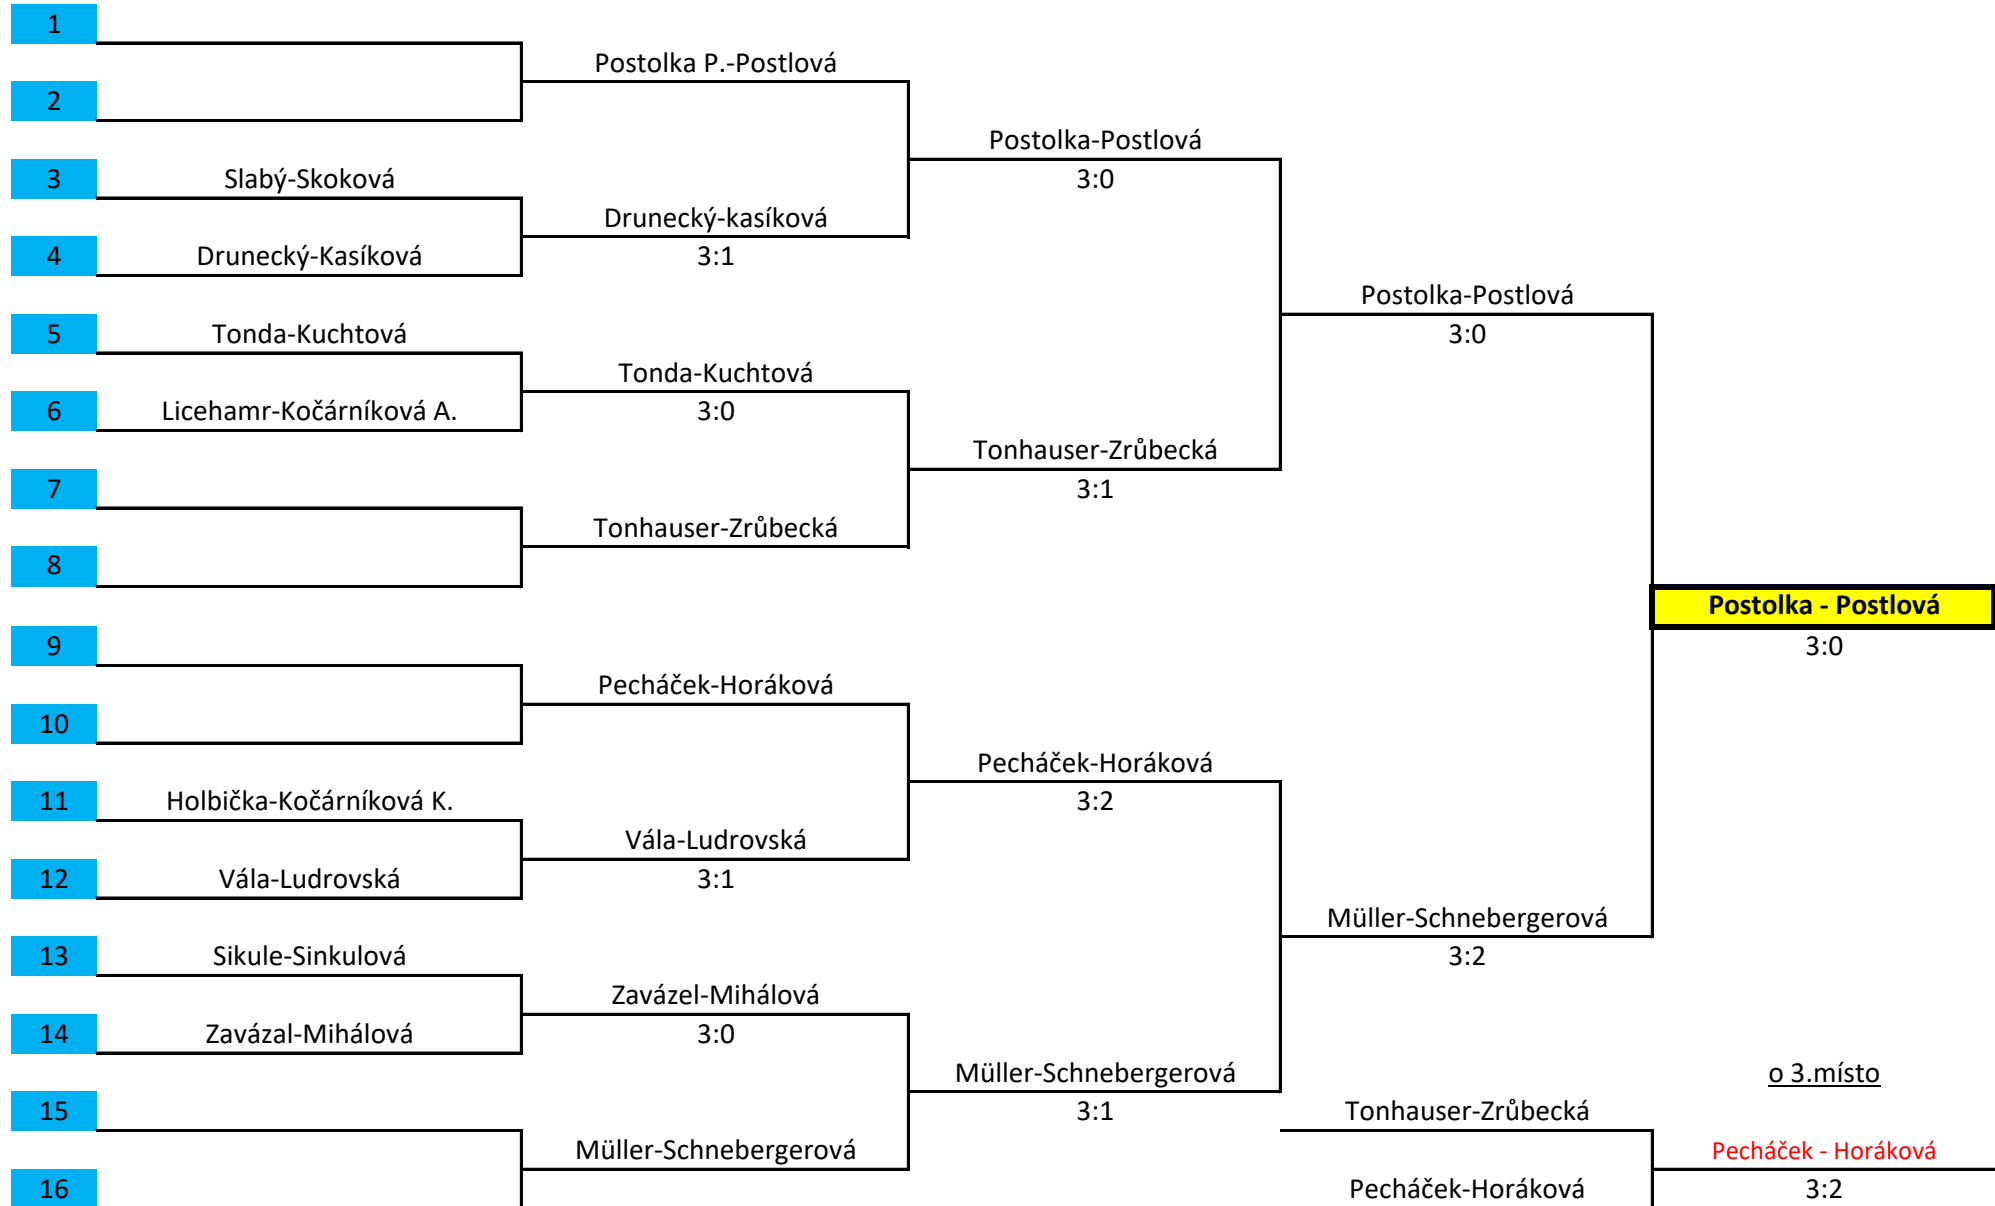 1
Postolka P.-Postlová
2
Postolka-Postlová
3 Slabý-Skoková
3:0
Drunecký-kasíková
4 Drunecký-Kasíková
3:1
Postolka-Postlová
5 Tonda-Kuchtová
3:0
Tonda-Kuchtová
6 Licehamr-Kočárníková A.
3:0
Tonhauser-Zrůbecká
7
3:1
Tonhauser-Zrůbecká
8
Postolka - Postlová
9
3:0
Pecháček-Horáková
10
Pecháček-Horáková
11 Holbička-Kočárníková K.
3:2
Vála-Ludrovská
12 Vála-Ludrovská
3:1
Müller-Schnebergerová
13 Sikule-Sinkulová
3:2
Zavázel-Mihálová
14 Zavázal-Mihálová
3:0
Müller-Schnebergerová
o 3.místo
15
3:1
Tonhauser-Zrůbecká
Müller-Schnebergerová
Pecháček - Horáková
16
Pecháček-Horáková
3:2